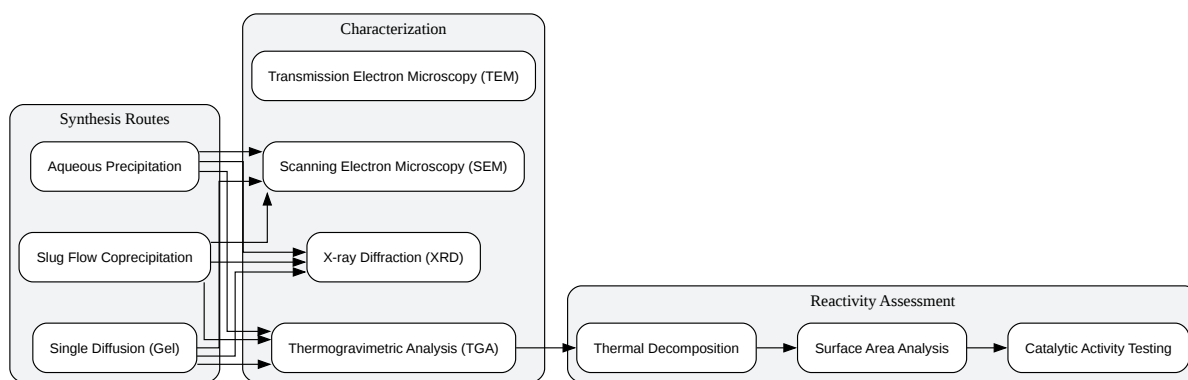 Synthesis Routes
Aqueous Precipitation
Slug Flow Coprecipitation
Single Diffusion (Gel)
Characterization
Transmission Electron Microscopy (TEM)
Scanning Electron Microscopy (SEM)
X-ray Diffraction (XRD)
Thermogravimetric Analysis (TGA)
Reactivity Assessment
Thermal Decomposition
Surface Area Analysis
Catalytic Activity Testing